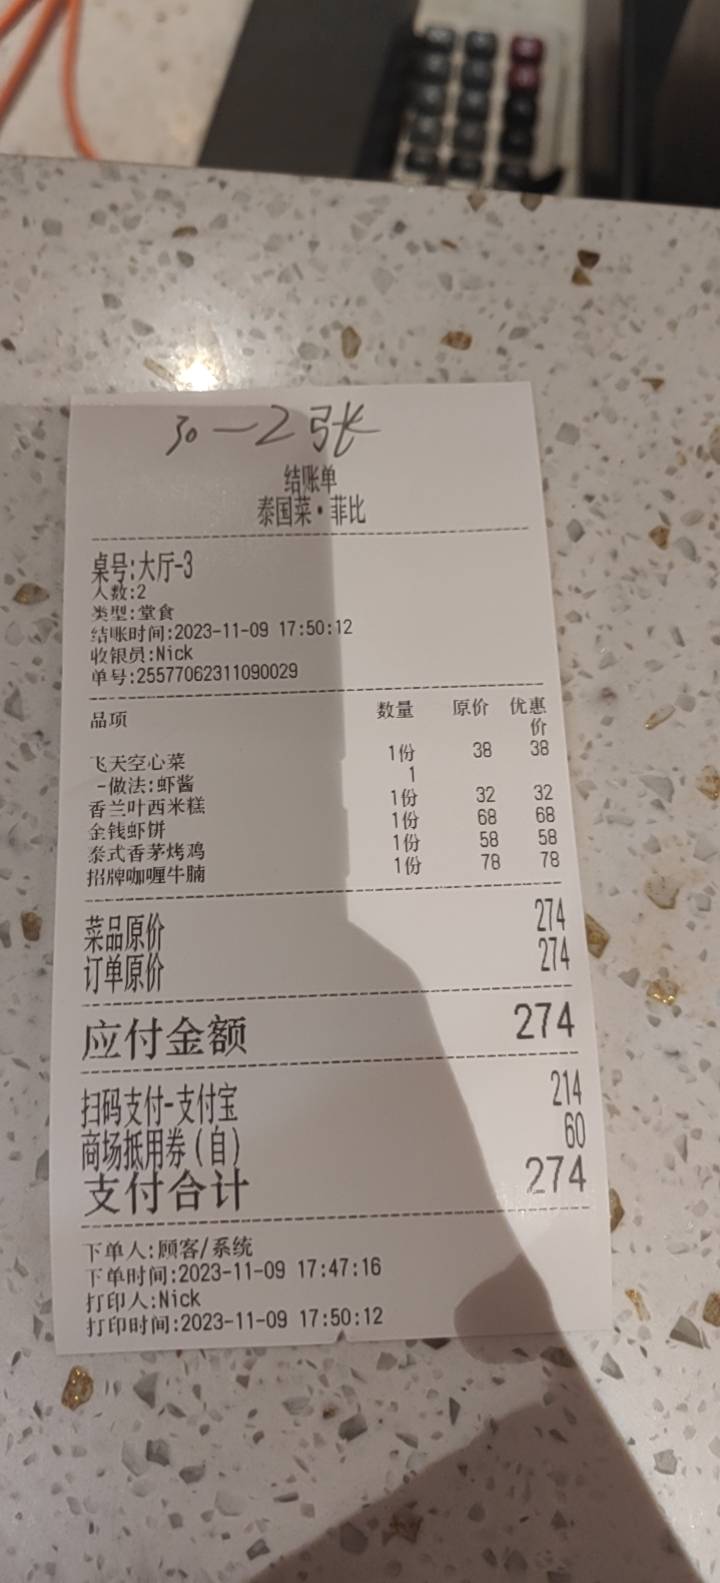 30一2张
结账单
泰国菜·菲比
桌号:大厅-3
人数:2
类型:堂食
结账时间:2023-11-09 17:50:12
收银员:Nick
单号:25577062311090029
品项 数量 原价 优惠价
飞天空心菜 1份 38 38
-做法:虾酱 1
香兰叶西米糕 1份 32 32
金钱虾饼 1份 68 68
泰式香茅烤鸡 1份 58 58
招牌咖喱牛腩 1份 78 78
菜品原价 274
订单原价 274
应付金额 274
扫码支付-支付宝 214
商场抵用券(自) 60
支付合计 274
下单人:顾客/系统
下单时间:2023-11-09 17:47:16
打印人:Nick
打印时间:2023-11-09 17:50:12